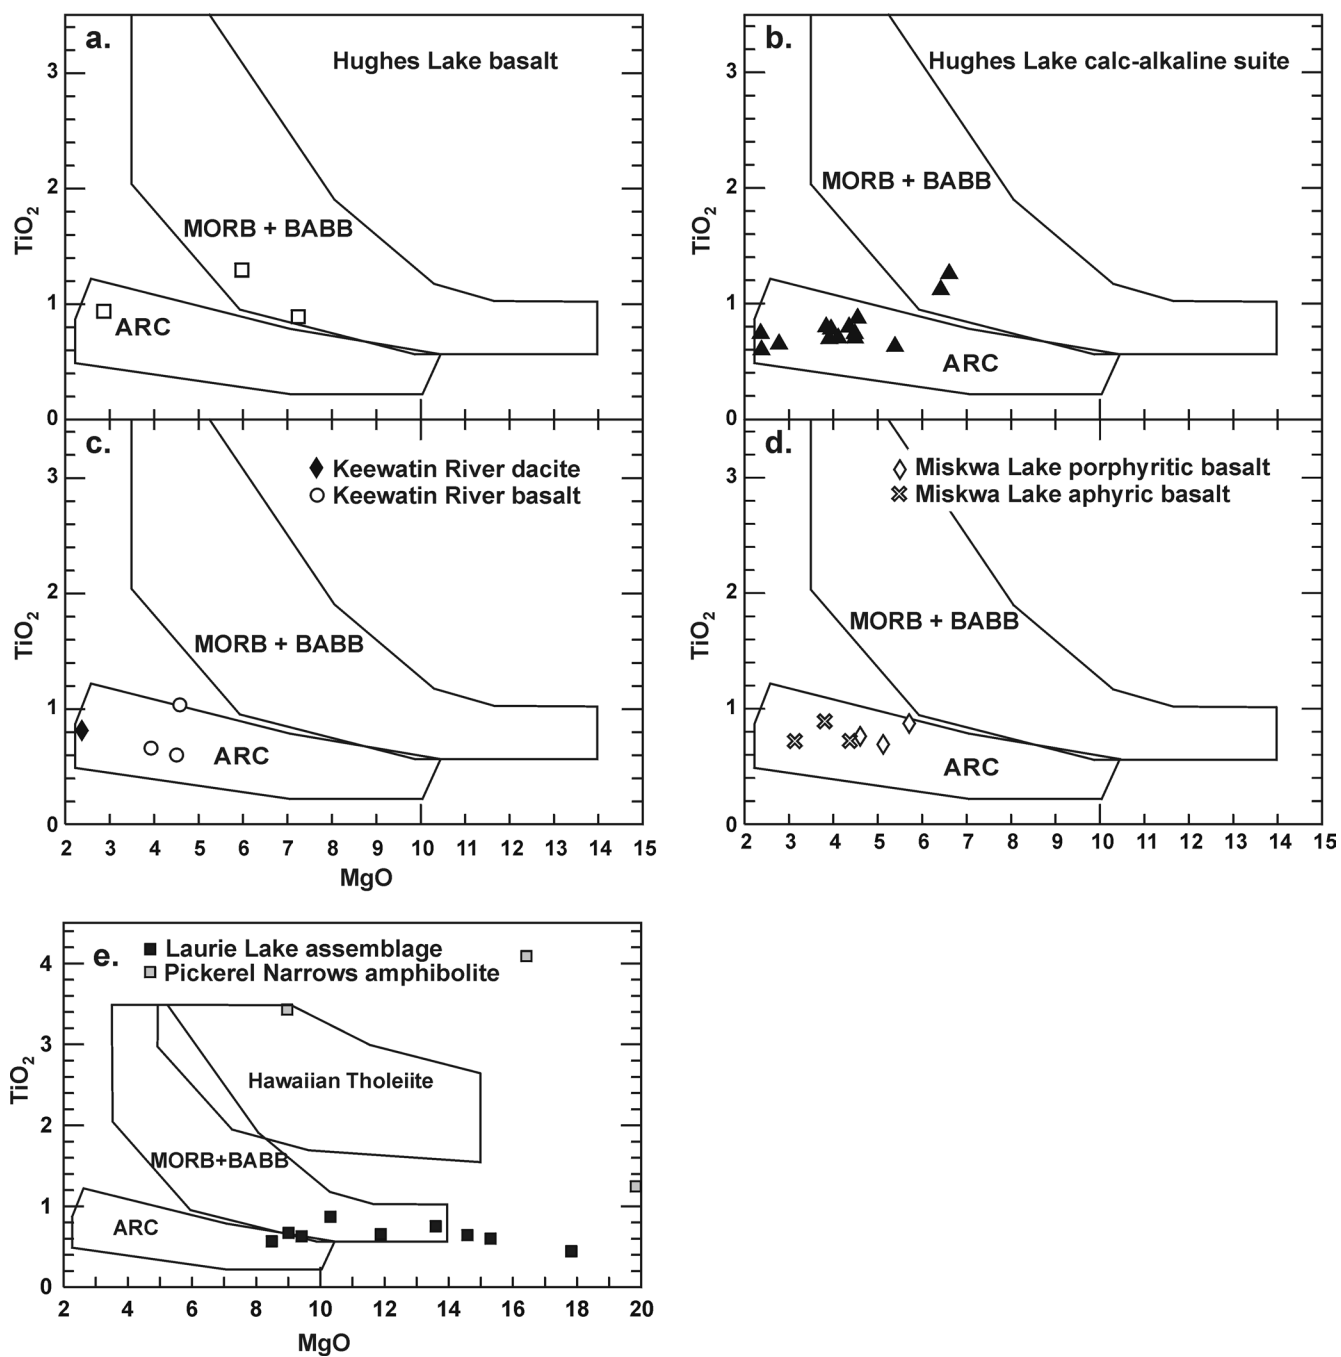 a.
Hughes Lake basalt
3
2
1
0
TiO2
MORB + BABB
ARC
b.
Hughes Lake calc-alkaline suite
3
2
1
0
TiO2
MORB + BABB
ARC
c.
Keewatin River dacite
Keewatin River basalt
3
2
1
0
TiO2
MORB + BABB
ARC
2 3 4 5 6 7 8 9 10 11 12 13 14 15
MgO
d.
Miskwa Lake porphyritic basalt
Miskwa Lake aphyric basalt
3
2
1
0
TiO2
MORB + BABB
ARC
2 3 4 5 6 7 8 9 10 11 12 13 14 15
e.
Laurie Lake assemblage
Pickerel Narrows amphibolite
4
3
2
1
0
TiO2
Hawaiian Tholeiite
MORB+BABB
ARC
2 4 6 8 10 12 14 16 18 20
MgO